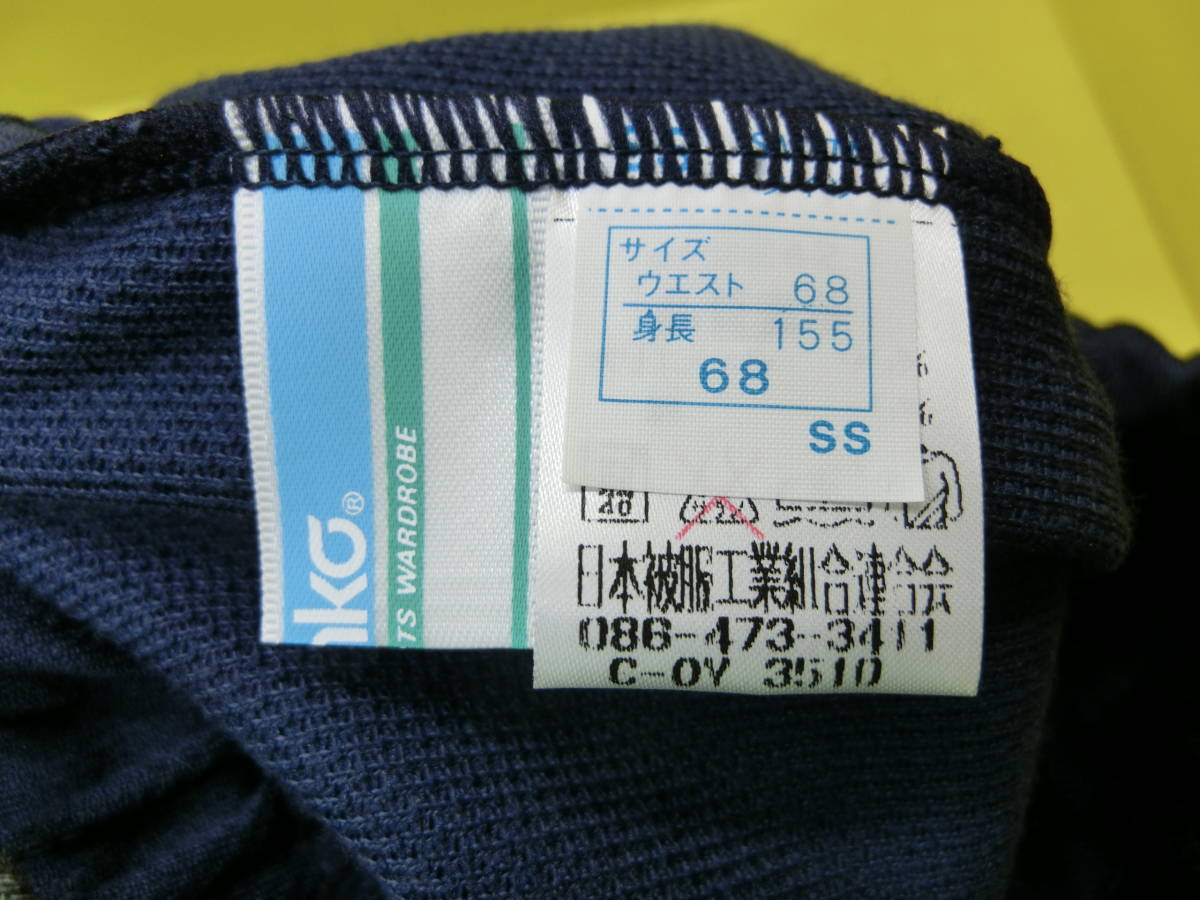 nko®
TS WARDROBE
サイズ
ウエスト 68
身長 155
68
SS
日本被服工業組合連合会
086-473-3411
C-OY 3510